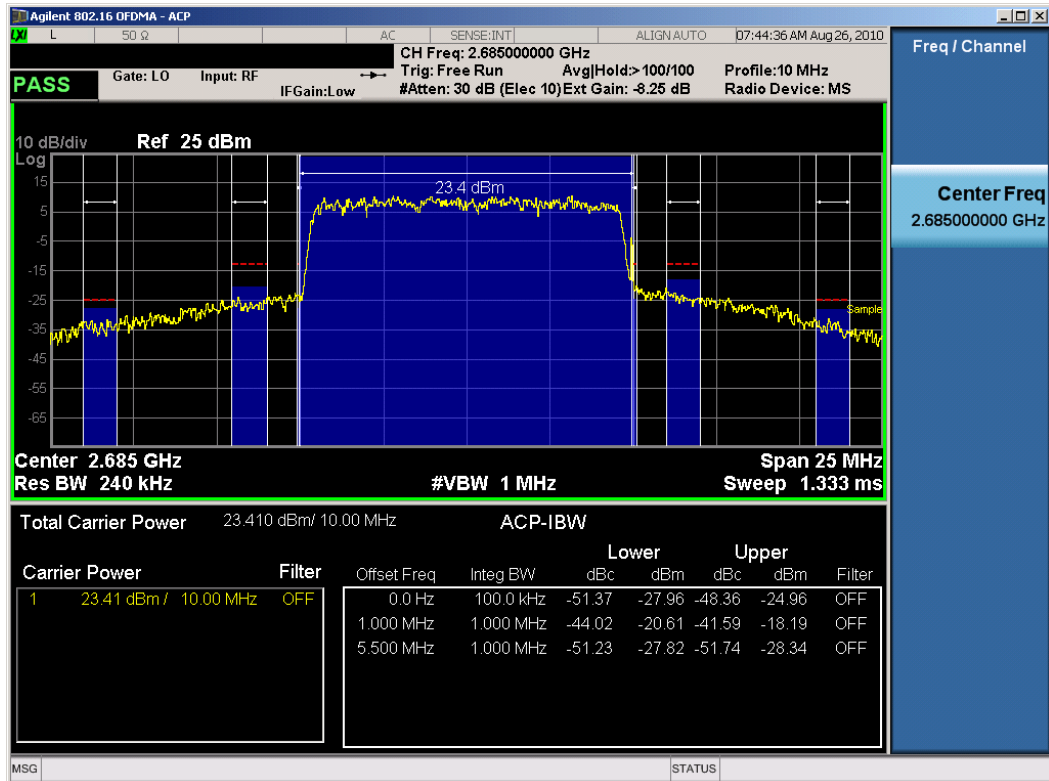 Agilent 802.16 OFDMA - ACP
LXI L 50 Ω AC SENSE:INT ALIGN AUTO 07:44:36 AM Aug 26, 2010
CH Freq: 2.685000000 GHz
PASS Gate: LO Input: RF Trig: Free Run Avg|Hold:>100/100 Profile:10 MHz
IFGain:Low #Atten: 30 dB (Elec 10) Ext Gain: -8.25 dB Radio Device: MS
Freq / Channel
Center Freq
2.685000000 GHz
10 dB/div Ref 25 dBm
Log
15
5
-5
-15
-25
-35
-45
-55
-65
23.4 dBm
Sample
Center 2.685 GHz Span 25 MHz
Res BW 240 kHz #VBW 1 MHz Sweep 1.333 ms
Total Carrier Power 23.410 dBm/ 10.00 MHz ACP-IBW
Lower Upper
Carrier Power Filter Offset Freq Integ BW dBc dBm dBc dBm Filter
1 23.41 dBm / 10.00 MHz OFF 0.0 Hz 100.0 kHz -51.37 -27.96 -48.36 -24.96 OFF
1.000 MHz 1.000 MHz -44.02 -20.61 -41.59 -18.19 OFF
5.500 MHz 1.000 MHz -51.23 -27.82 -51.74 -28.34 OFF
MSG STATUS